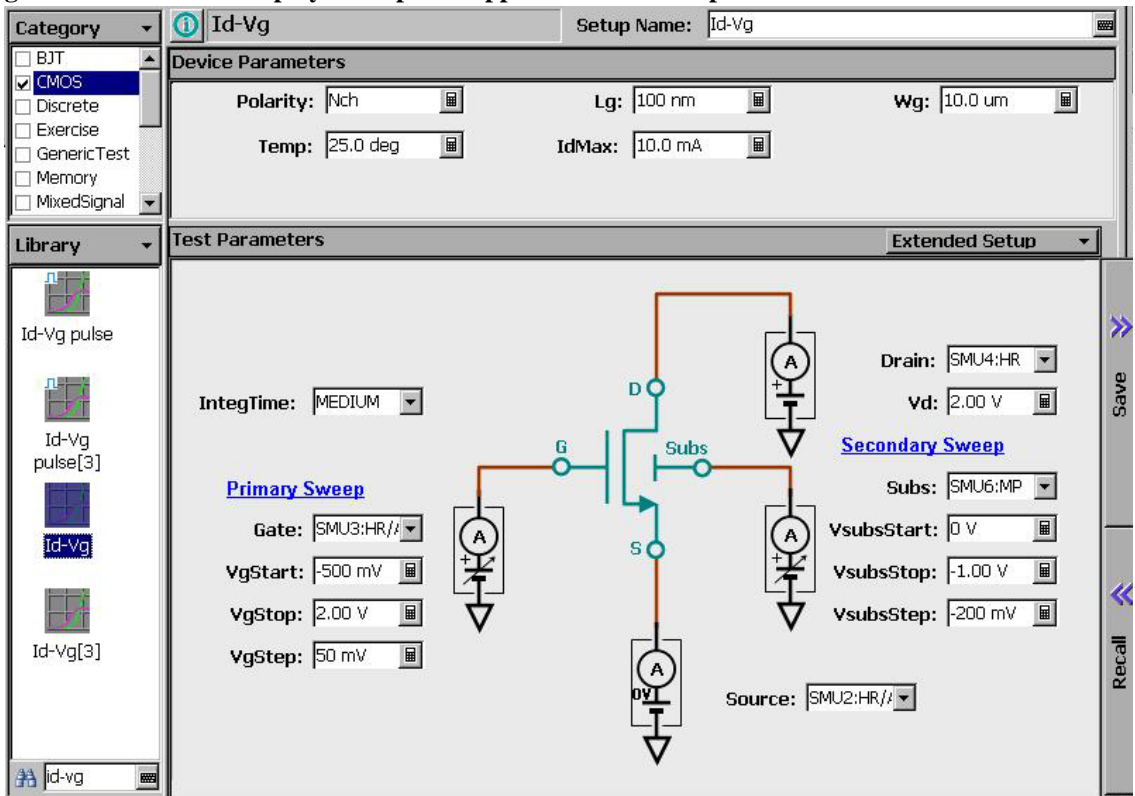 Category
Id-Vg
Setup Name: Id-Vg
BJT
CMOS
Discrete
Exercise
GenericTest
Memory
MixedSignal
Device Parameters
Polarity: Nch
Lg: 100 nm
Wg: 10.0 um
Temp: 25.0 deg
IdMax: 10.0 mA
Library
Id-Vg pulse
Id-Vg
pulse[3]
Id-Vg
Id-Vg[3]
id-vg
Test Parameters
Extended Setup
IntegTime: MEDIUM
Primary Sweep
Gate: SMU3:HR/
VgStart: -500 mV
VgStop: 2.00 V
VgStep: 50 mV
D
G
Subs
S
A
A
A
A
0V
Drain: SMU4:HR
Vd: 2.00 V
Secondary Sweep
Subs: SMU6:MP
VsubsStart: 0 V
VsubsStop: -1.00 V
VsubsStep: -200 mV
Source: SMU2:HR/
Save
Recall